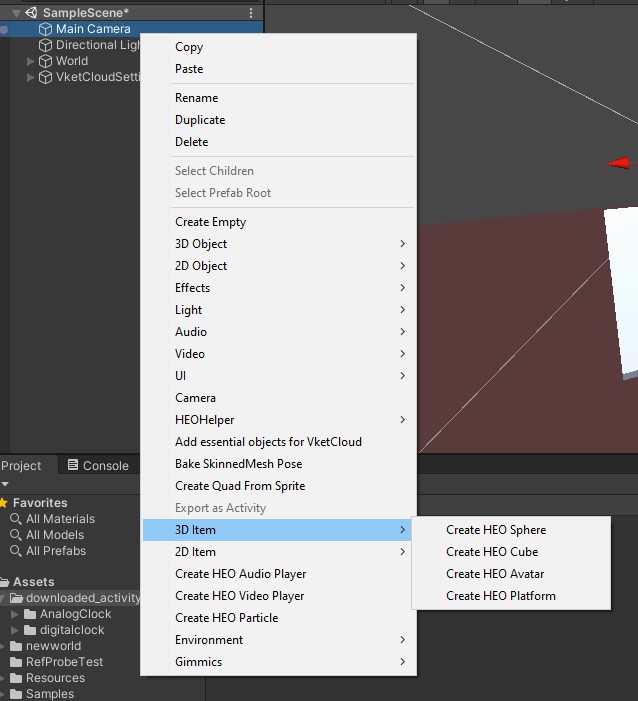 SampleScene*
Main Camera
Directional Ligh
World
VketCloudSetti
Copy
Paste
Rename
Duplicate
Delete
Select Children
Select Prefab Root
Create Empty
3D Object
2D Object
Effects
Light
Audio
Video
UI
Camera
HEOHelper
Add essential objects for VketCloud
Bake SkinnedMesh Pose
Create Quad From Sprite
Export as Activity
3D Item
2D Item
Create HEO Audio Player
Create HEO Video Player
Create HEO Particle
Environment
Gimmics
Create HEO Sphere
Create HEO Cube
Create HEO Avatar
Create HEO Platform
Project
Console
Favorites
All Materials
All Models
All Prefabs
Assets
downloaded_activity
AnalogClock
digitalclock
newworld
RefProbeTest
Resources
Samples